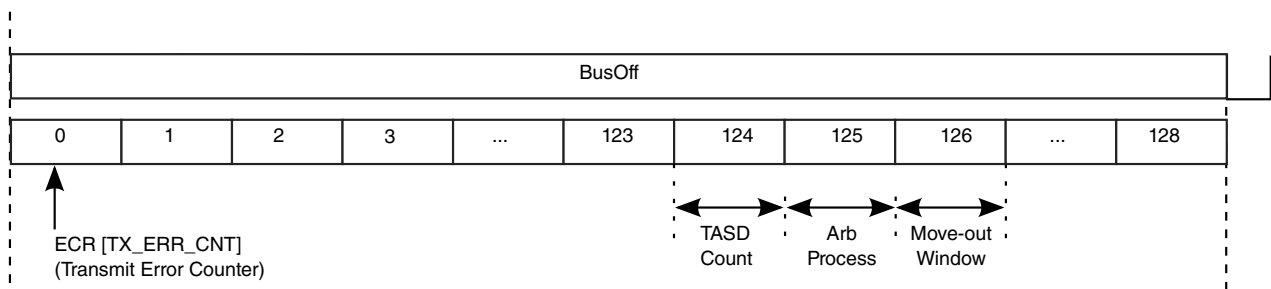 BusOff
0 1 2 3 ... 123 124 125 126 ... 128
ECR [TX_ERR_CNT]
(Transmit Error Counter)
TASD
Count
Arb
Process
Move-out
Window